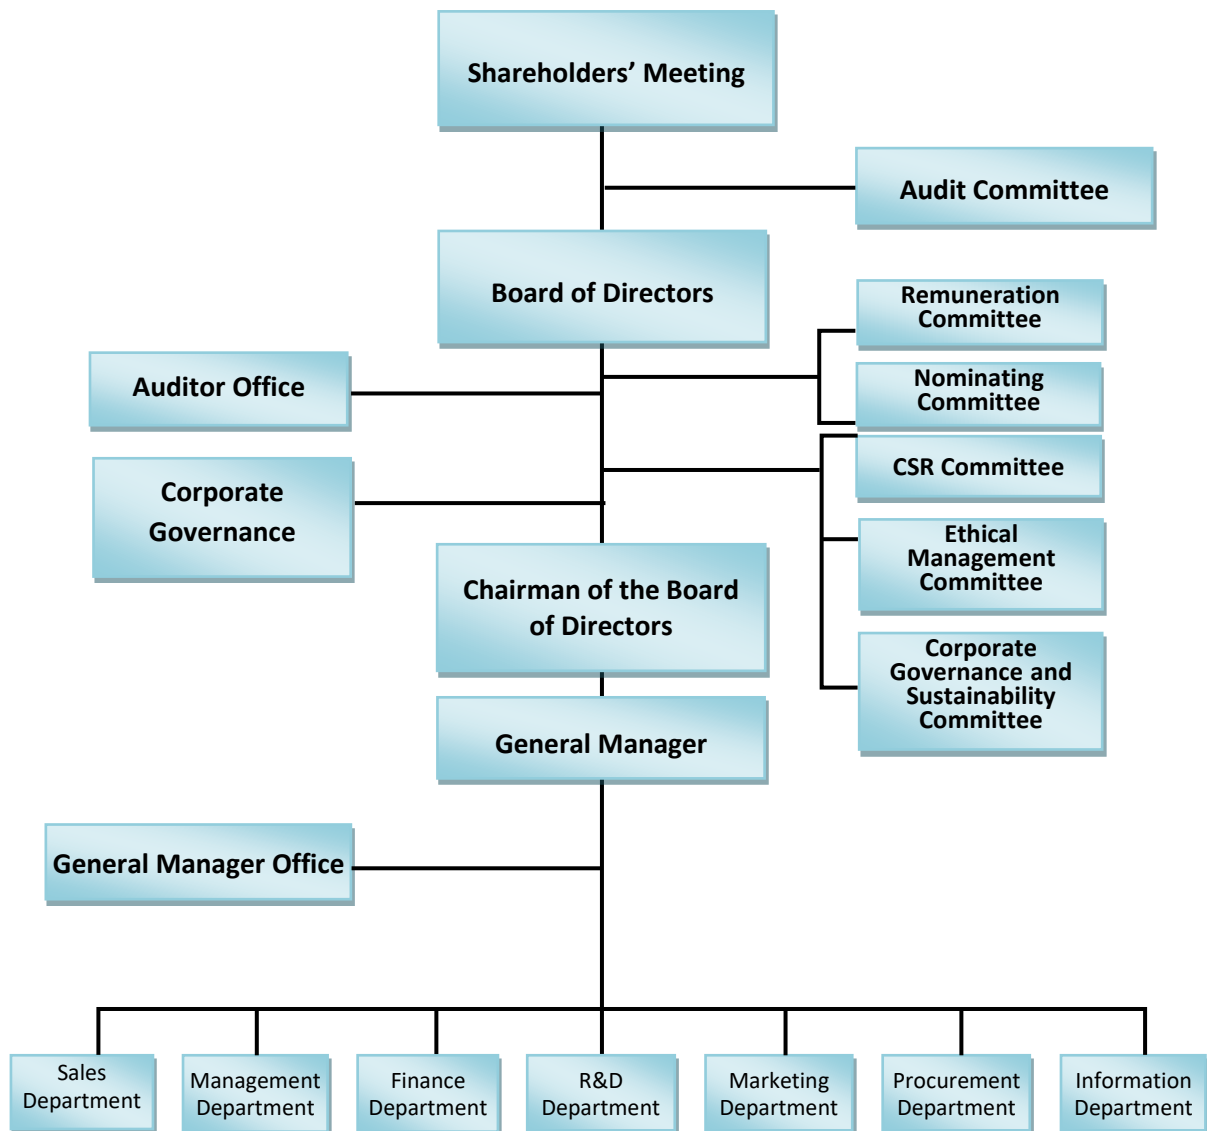 Shareholders’ Meeting
Audit Committee
Board of Directors
Remuneration
Committee
Auditor Office
Nominating
Committee
Corporate
Governance
CSR Committee
Ethical
Management
Committee
Chairman of the Board
of Directors
Corporate
Governance and
Sustainability
Committee
General Manager
General Manager Office
Sales
Department
Management
Department
Finance
Department
R&D
Department
Marketing
Department
Procurement
Department
Information
Department